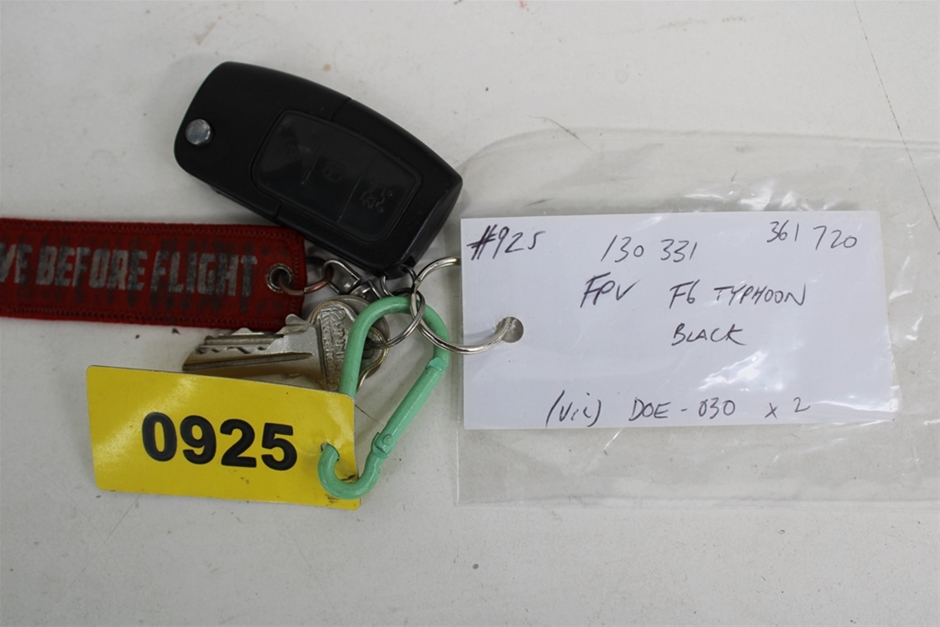 VE BEFORE FLIGHT
0925
#925 130 331 361 720
FPV F6 TYPHOON
BLACK
(Vic) DOE-030 x 2